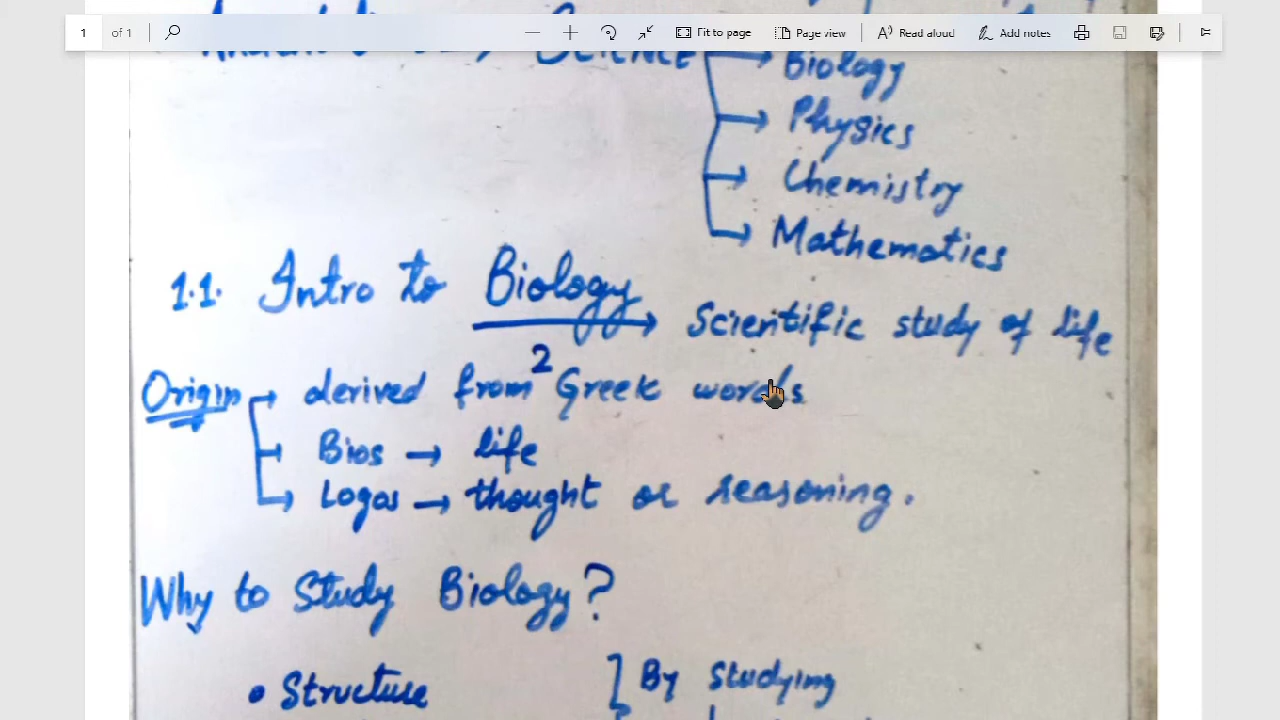 1 of 1 Fit to page Page view Read aloud Add notes
SCIENCE
Biology
Physics
Chemistry
Mathematics
1.1. Intro to Biology
Scientific study of life
Origin derived from 2 Greek words
Bios → life
Logos → thought or reasoning.
Why to Study Biology?
• Structure By Studying